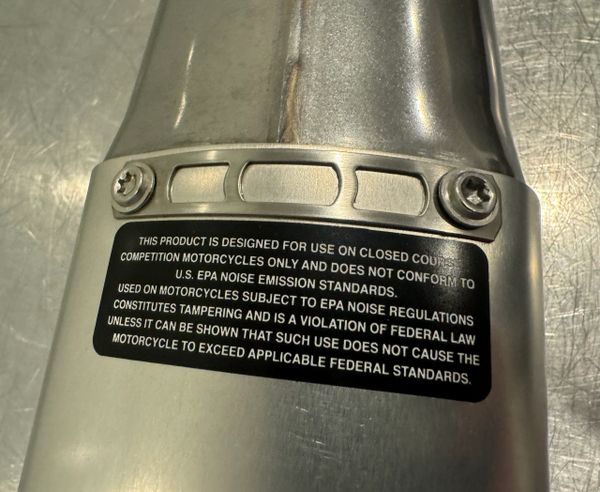 THIS PRODUCT IS DESIGNED FOR USE ON CLOSED
COMPETITION MOTORCYCLES ONLY AND DOES NOT CONFORM TO
U.S. EPA NOISE EMISSION STANDARDS.
USED ON MOTORCYCLES SUBJECT TO EPA NOISE REGULATIONS
CONSTITUTES TAMPERING AND IS A VIOLATION OF FEDERAL LAW
UNLESS IT CAN BE SHOWN THAT SUCH USE DOES NOT CAUSE THE
MOTORCYCLE TO EXCEED APPLICABLE FEDERAL STANDARDS.